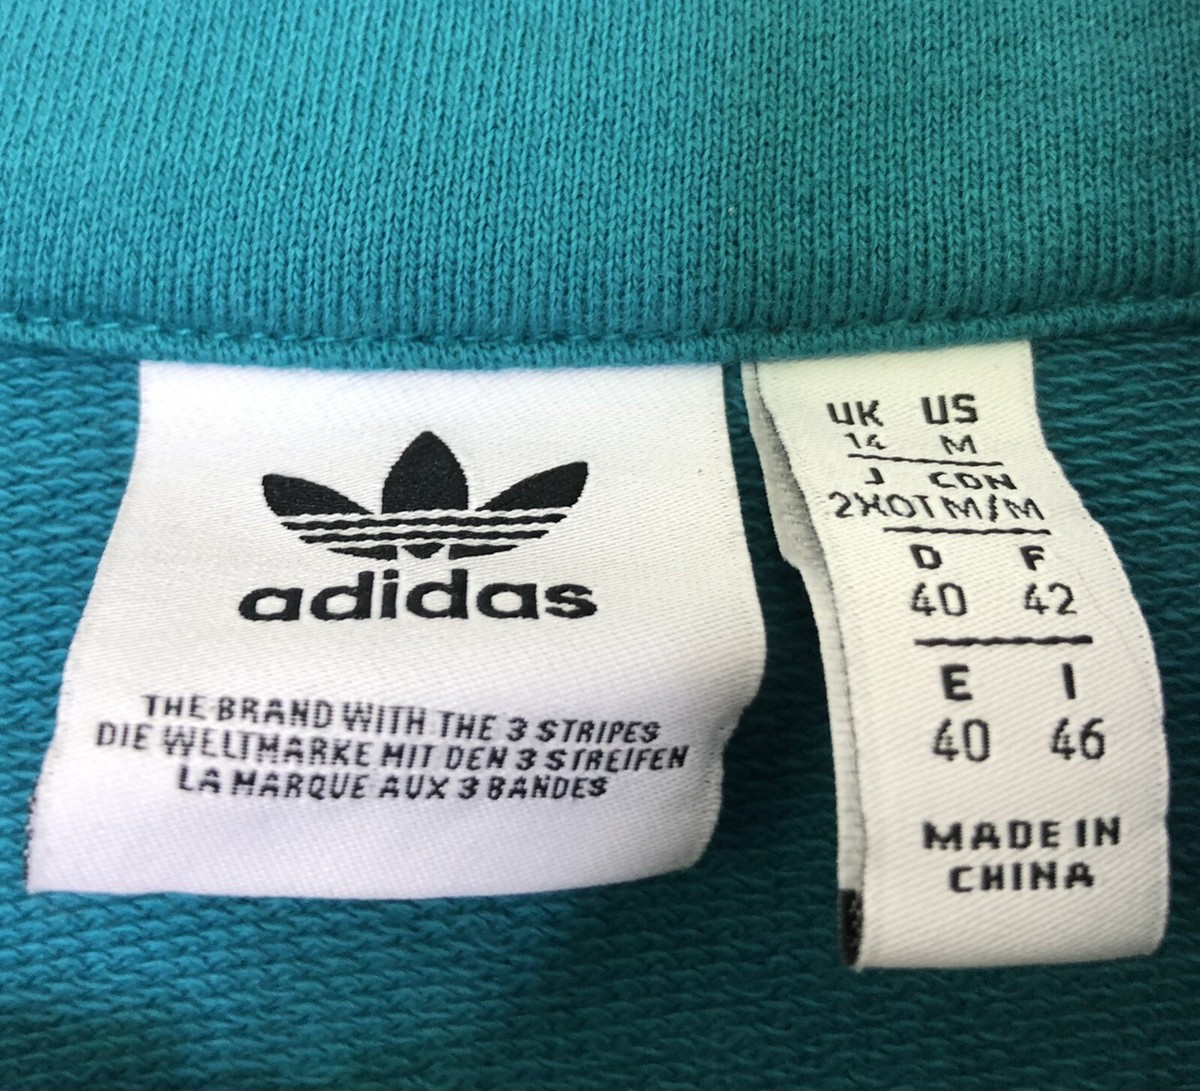 adidas
THE BRAND WITH THE 3 STRIPES
DIE WELTMARKE MIT DEN 3 STREIFEN
LA MARQUE AUX 3 BANDES
UK US
14 M
J CON
2XOT M/M
D F
40 42
E I
40 46
MADE IN
CHINA